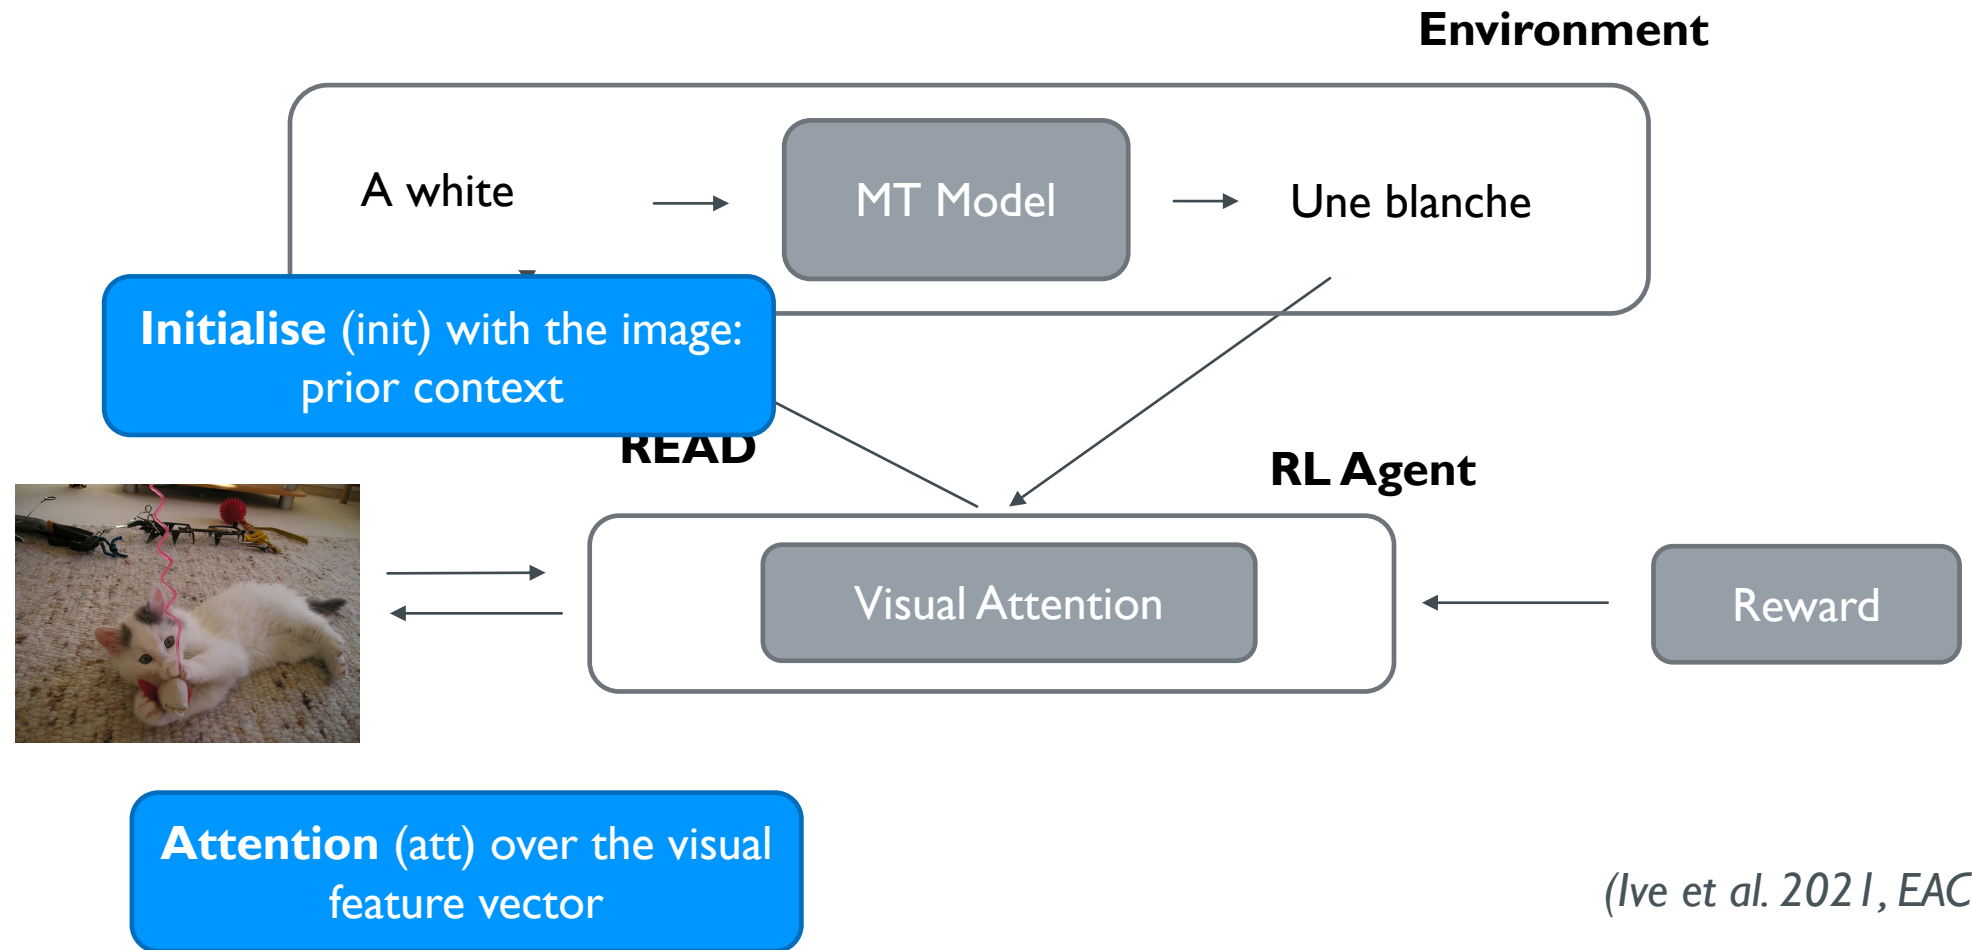 Environment
A white
MT Model
Une blanche
Initialise (init) with the image:
prior context
READ
RL Agent
Visual Attention
Reward
Attention (att) over the visual
feature vector
(Ive et al. 2021, EAC